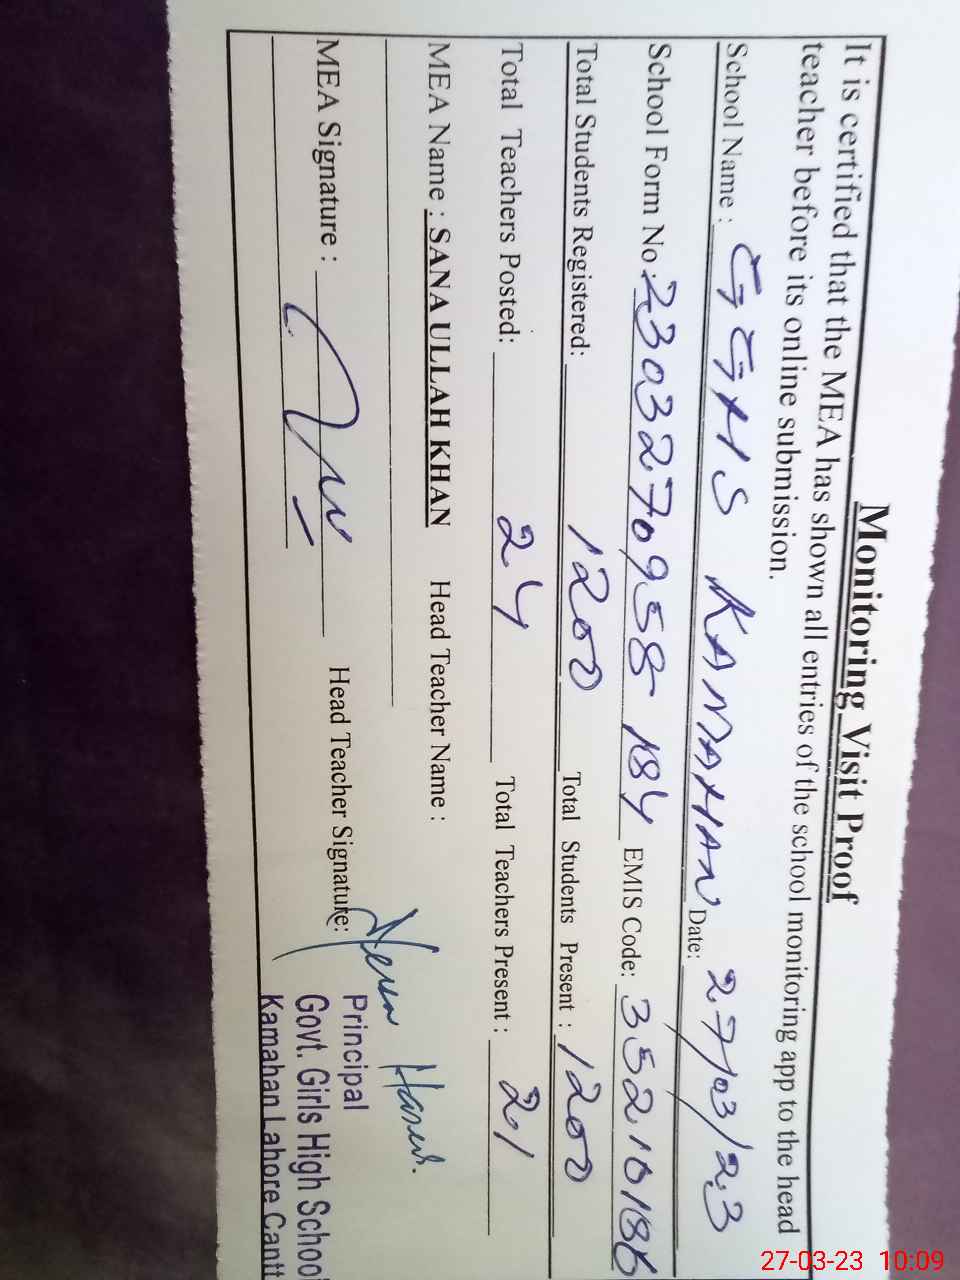 Monitoring Visit Proof
It is certified that the MEA has shown all entries of the school monitoring app to the head
teacher before its online submission.
School Name : GGHS KAMAHAN Date: 27/03/23
School Form No. 2303270958-184 EMIS Code: 35210186
Total Students Registered: 1200 Total Students Present : 1200
Total Teachers Posted: 24 Total Teachers Present : 21
MEA Name : SANA ULLAH KHAN Head Teacher Name :
MEA Signature : Head Teacher Signature:
Principal
Govt. Girls High School
Kamahan Lahore Cantt
27-03-23 10:09